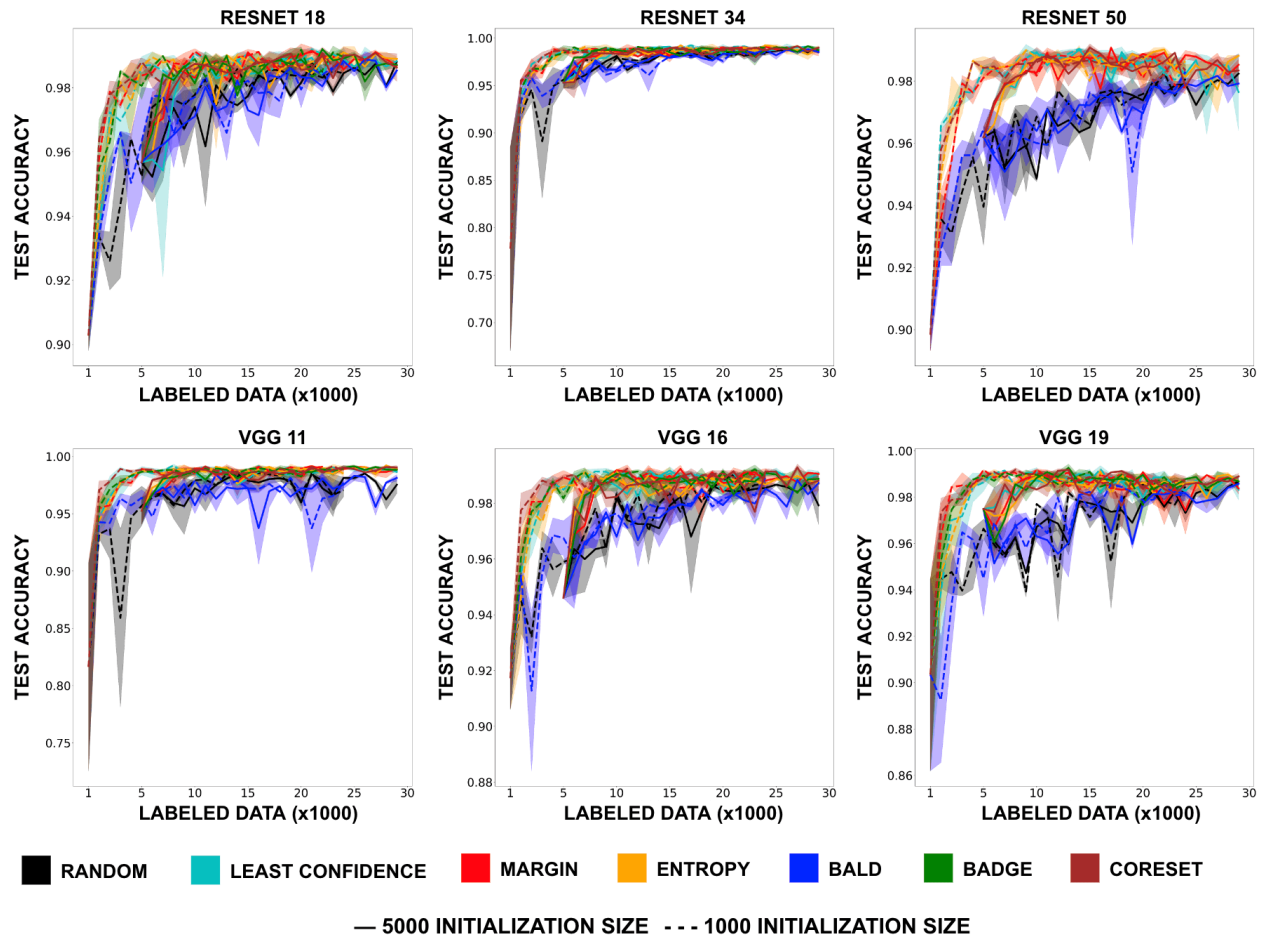 RESNET 18
RESNET 34
RESNET 50
TEST ACCURACY
0.98
0.96
0.94
0.92
0.90
1 5 10 15 20 25 30
LABELED DATA (x1000)
TEST ACCURACY
1.00
0.95
0.90
0.85
0.80
0.75
0.70
1 5 10 15 20 25 30
LABELED DATA (x1000)
TEST ACCURACY
0.98
0.96
0.94
0.92
0.90
1 5 10 15 20 25 30
LABELED DATA (x1000)
VGG 11
VGG 16
VGG 19
TEST ACCURACY
1.00
0.95
0.90
0.85
0.80
0.75
1 5 10 15 20 25 30
LABELED DATA (x1000)
TEST ACCURACY
0.98
0.96
0.94
0.92
0.90
0.88
1 5 10 15 20 25 30
LABELED DATA (x1000)
TEST ACCURACY
1.00
0.98
0.96
0.94
0.92
0.90
0.88
0.86
1 5 10 15 20 25 30
LABELED DATA (x1000)
RANDOM LEAST CONFIDENCE MARGIN ENTROPY BALD BADGE CORESET
— 5000 INITIALIZATION SIZE - - - 1000 INITIALIZATION SIZE